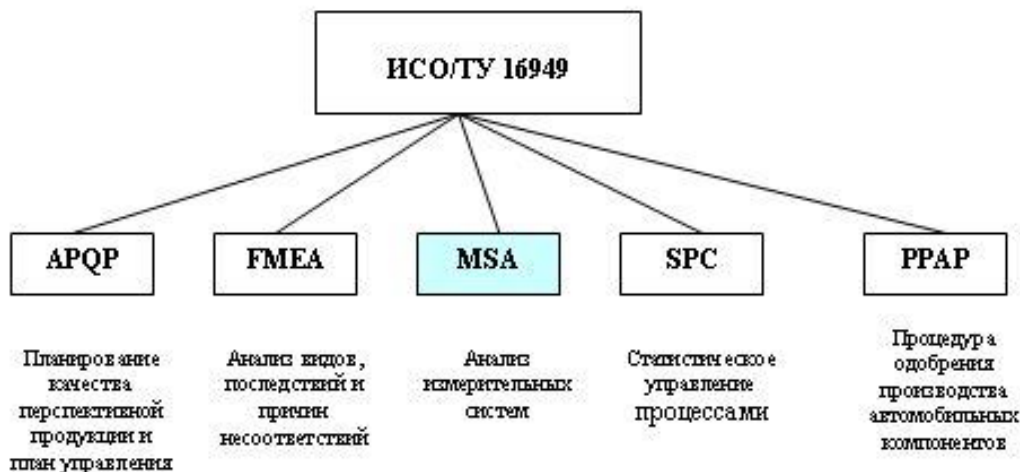 ИСО/ТУ 16949
APQP
FMEA
MSA
SPC
PPAP
Планирование
качества
перспективной
продукции и
план управления
Анализ видов,
последствий и
причин
несоответствий
Анализ
измерительных
систем
Статистическое
управление
процессами
Процедура
одобрения
производства
автомобильных
компонентов